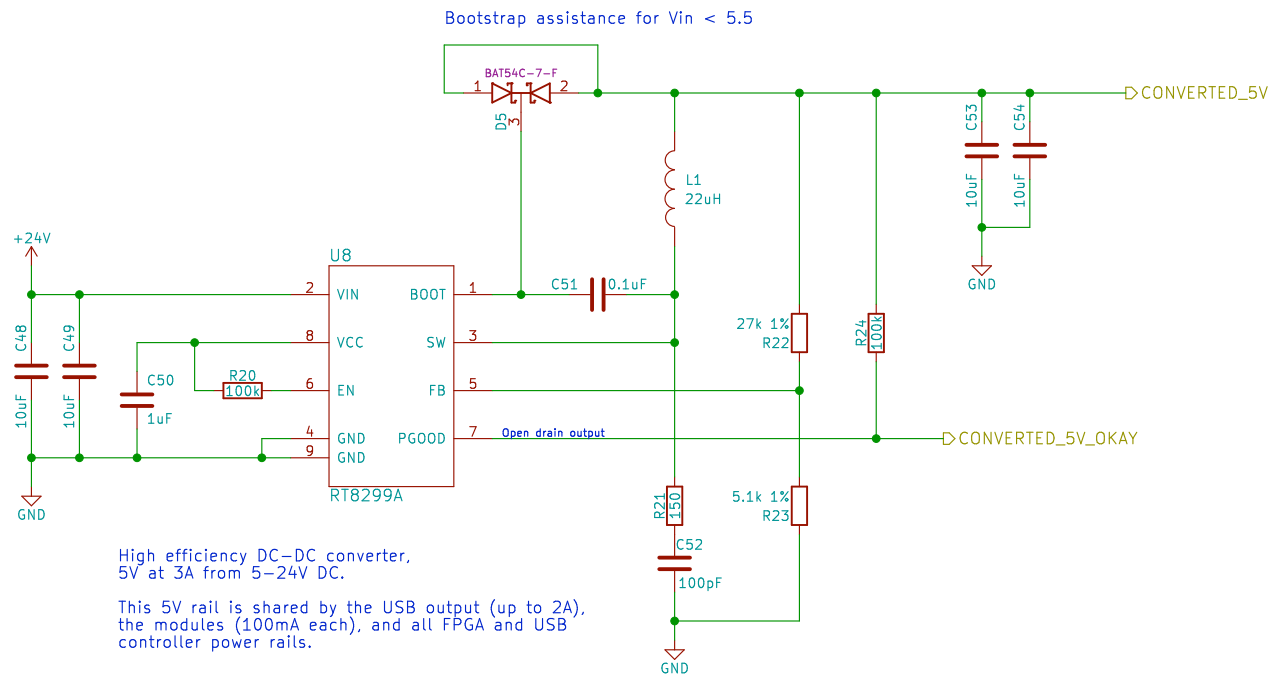 Bootstrap assistance for Vin < 5.5
BAT54C-7-F
1
2
D5
3
CONVERTED_5V
C53
10uF
C54
10uF
GND
L1
22uH
+24V
C48
10uF
C49
10uF
C50
1uF
R20
100k
GND
U8
2 VIN
8 VCC
6 EN
4 GND
9 GND
BOOT 1
SW 3
FB 5
PGOOD 7
RT8299A
C51
0.1uF
27k 1%
R22
R24
100k
Open drain output
CONVERTED_5V_OKAY
R21
150
5.1k 1%
R23
C52
100pF
GND
High efficiency DC-DC converter,
5V at 3A from 5-24V DC.
This 5V rail is shared by the USB output (up to 2A),
the modules (100mA each), and all FPGA and USB
controller power rails.